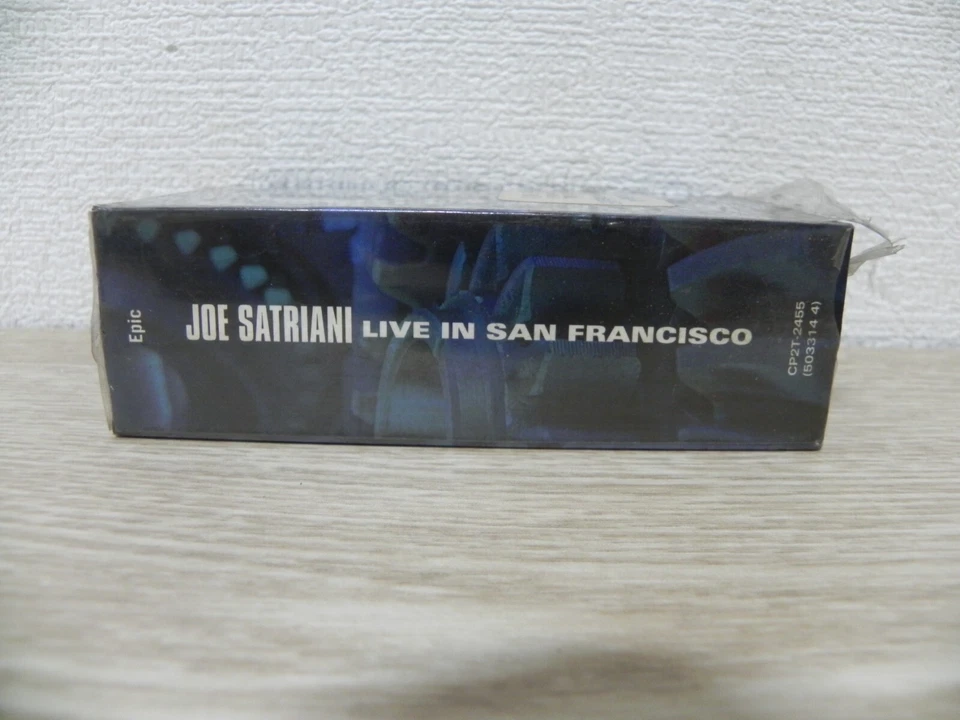 Epic
JOE SATRIANI LIVE IN SAN FRANCISCO
CP2T-2455
(503314 4)